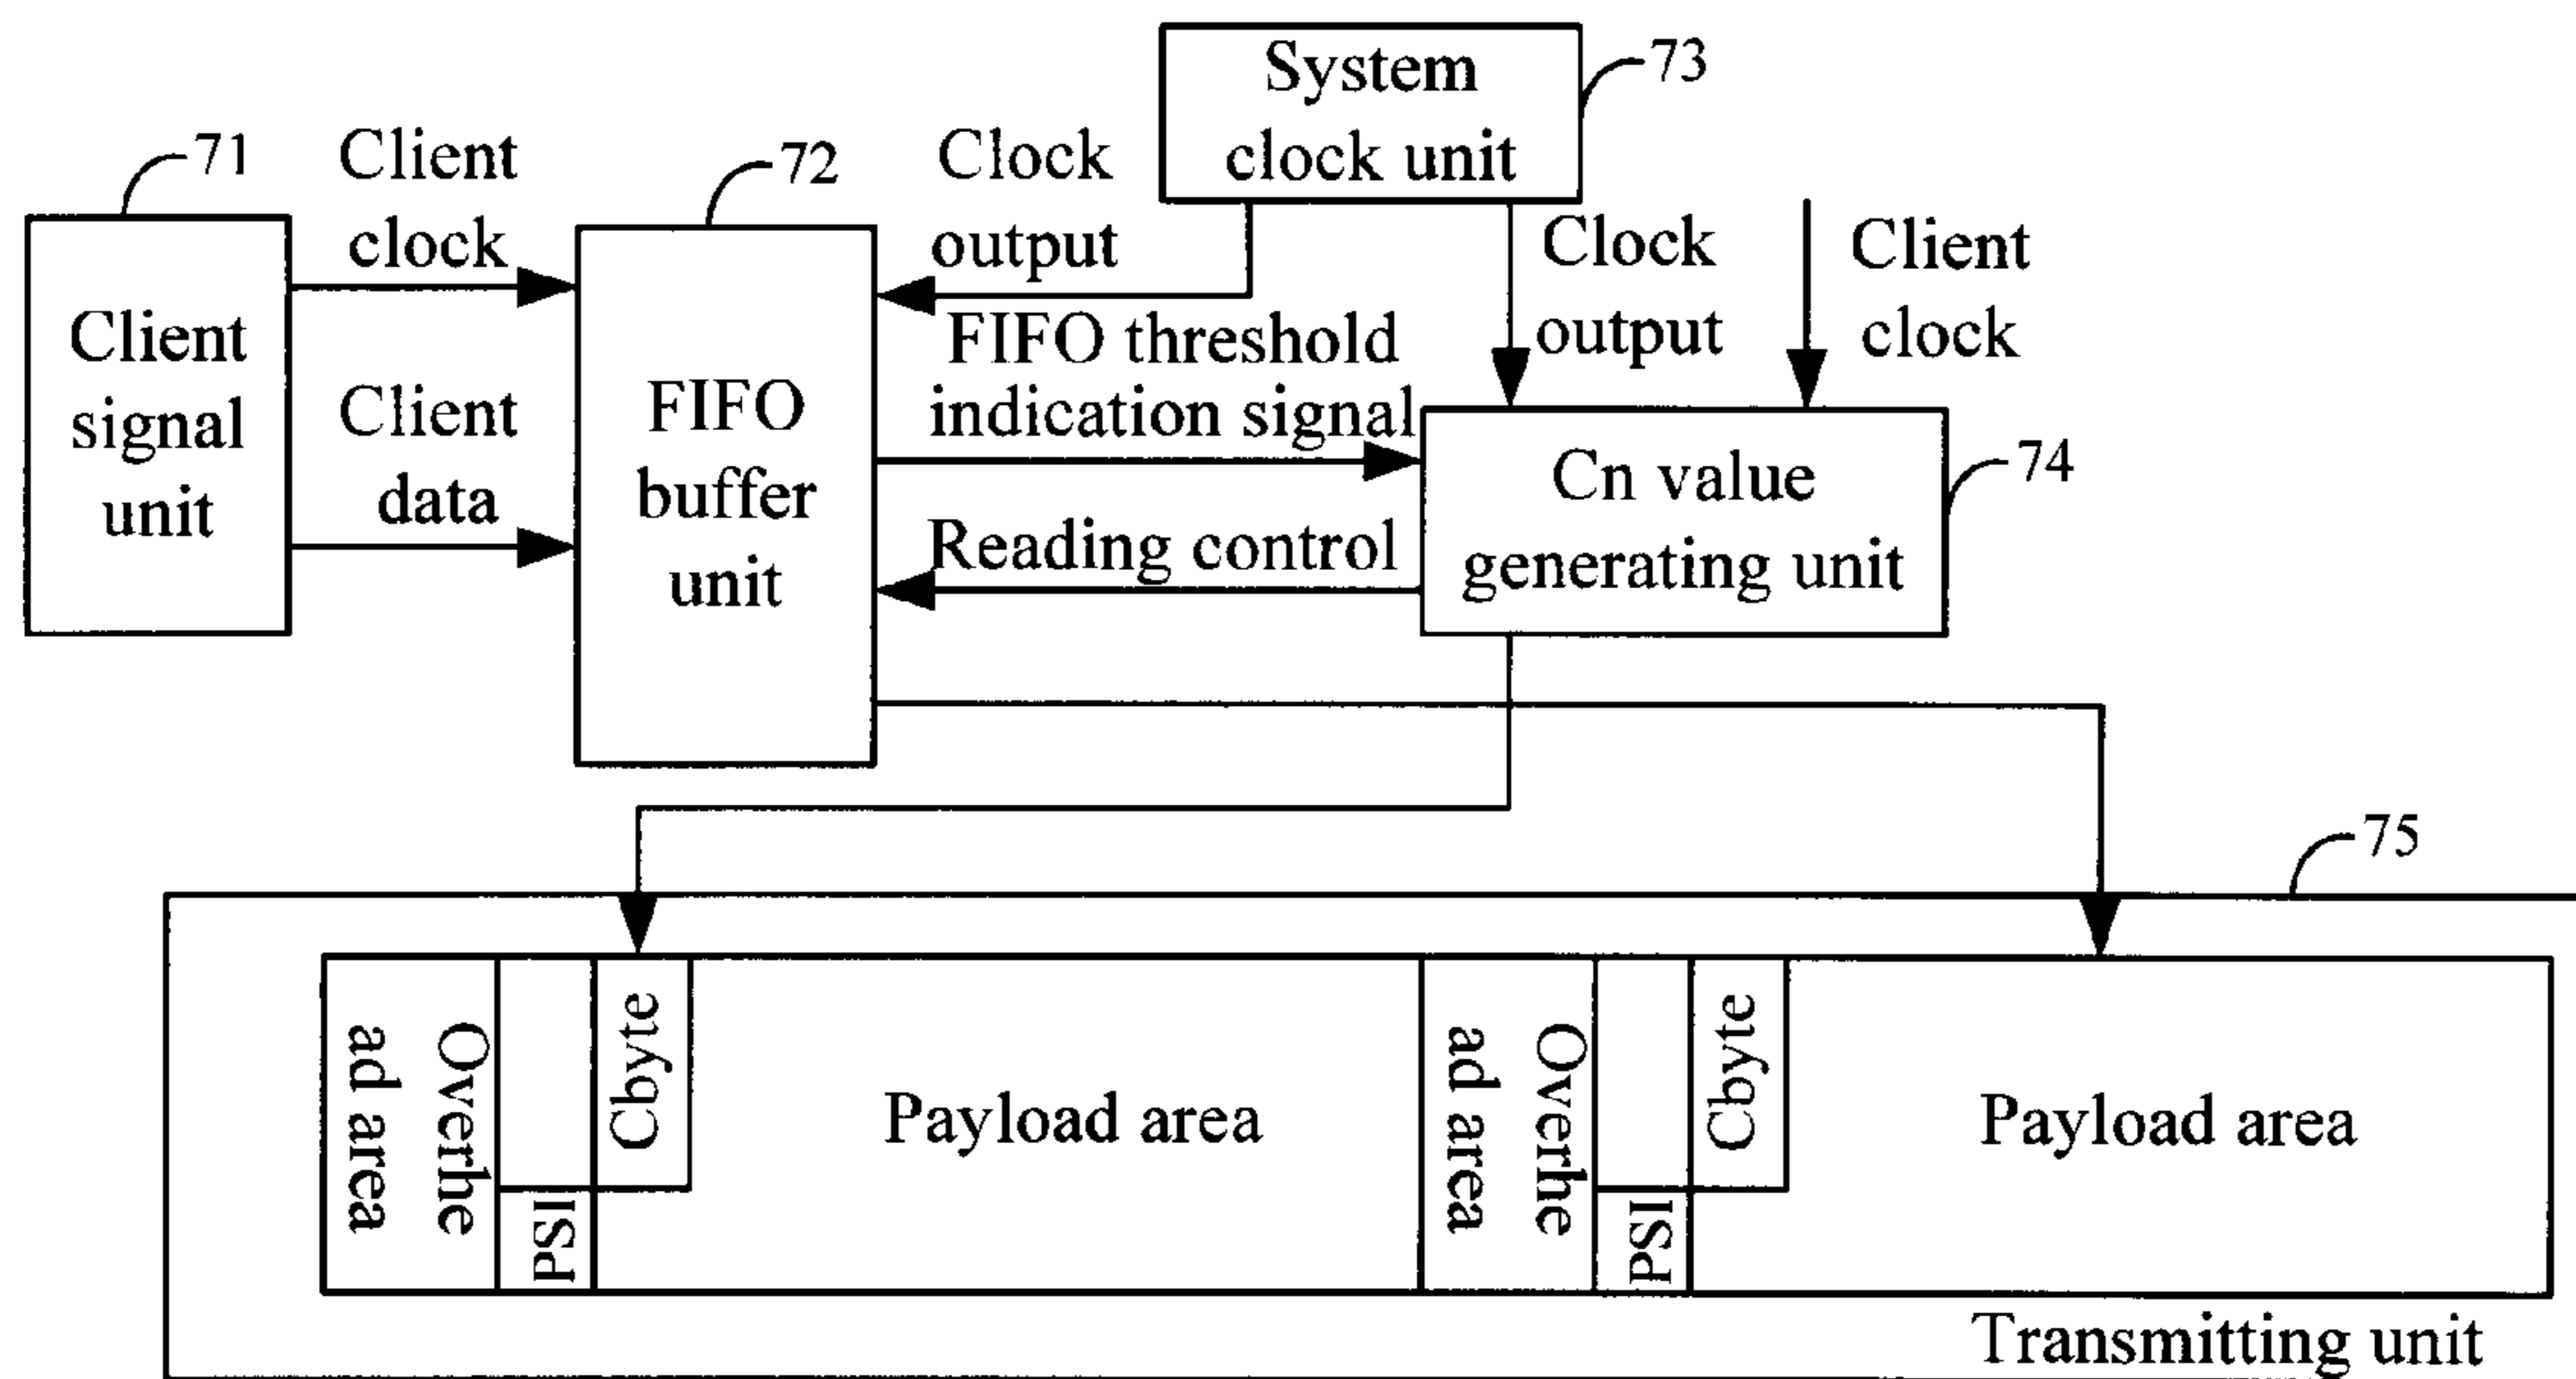 System
clock unit
73
71
Client
clock
72
Clock
output
Clock
output
Client
clock
Client
signal
unit
Client
data
FIFO
buffer
unit
FIFO threshold
indication signal
Reading control
Cn value
generating unit
74
75
Overhe
ad area
PSI
Cbyte
Payload area
Overhe
ad area
PSI
Cbyte
Payload area
Transmitting unit